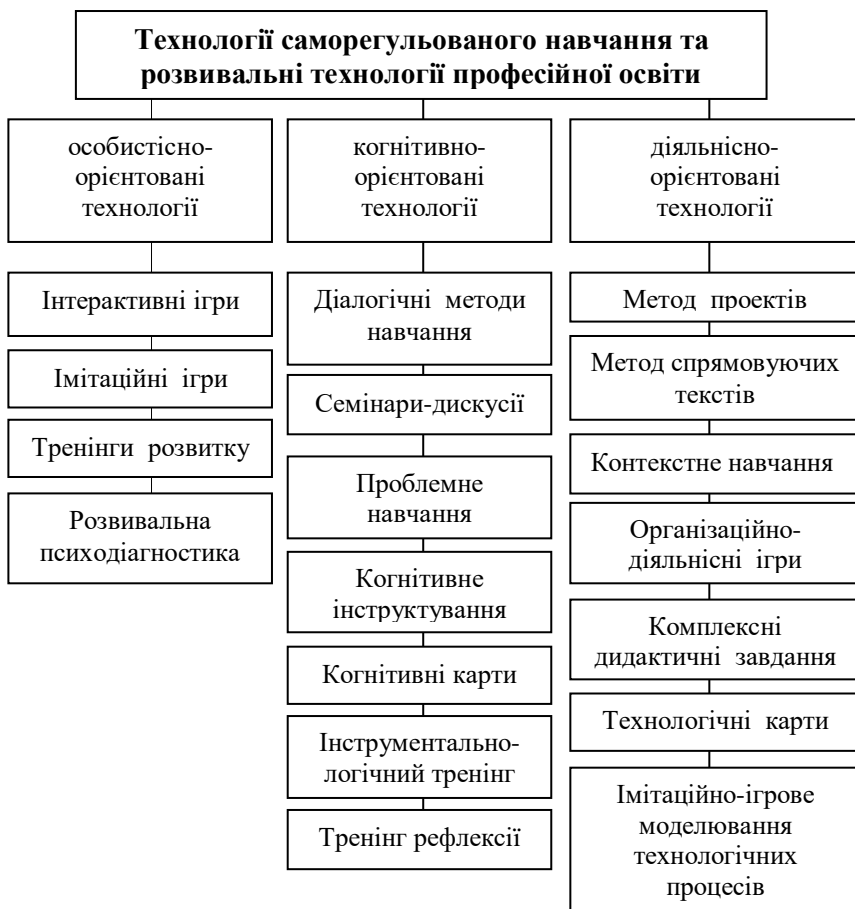 Технології саморегульованого навчання та
розвивальні технології професійної освіти
особистісно-
орієнтовані
технології
Інтерактивні ігри
Імітаційні ігри
Тренінги розвитку
Розвивальна
психодіагностика
когнітивно-
орієнтовані
технології
Діалогічні методи
навчання
Семінари-дискусії
Проблемне
навчання
Когнітивне
інструктування
Когнітивні карти
Інструментально-
логічний тренінг
Тренінг рефлексії
діяльнісно-
орієнтовані
технології
Метод проектів
Метод спрямовуючих
текстів
Контекстне навчання
Організаційно-
діяльнісні ігри
Комплексні
дидактичні завдання
Технологічні карти
Імітаційно-ігрове
моделювання
технологічних
процесів